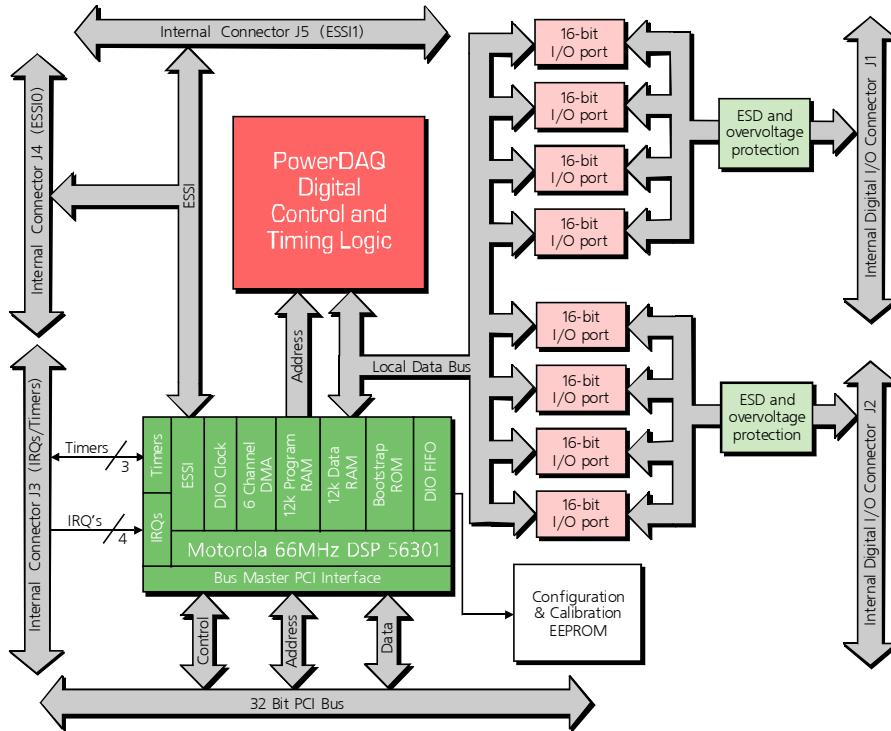 Internal Connector J5 (ESSI1)
Internal Connector J4 (ESSI0)
ESSI
PowerDAQ
Digital
Control and
Timing Logic
16-bit
I/O port
16-bit
I/O port
16-bit
I/O port
16-bit
I/O port
ESD and
overvoltage
protection
Internal Digital I/O Connector J1
Address
Local Data Bus
16-bit
I/O port
16-bit
I/O port
16-bit
I/O port
16-bit
I/O port
ESD and
overvoltage
protection
Internal Digital I/O Connector J2
Internal Connector J3 (IRQs/Timers)
Timers
3
IRQ's
4
Timers
IRQs
ESSI
DIO Clock
6 Channel
DMA
12k Program
RAM
12k Data
RAM
Bootstrap
ROM
DIO FIFO
Motorola 66MHz DSP 56301
Bus Master PCI Interface
Configuration
& Calibration
EEPROM
Control
Address
Data
32 Bit PCI Bus